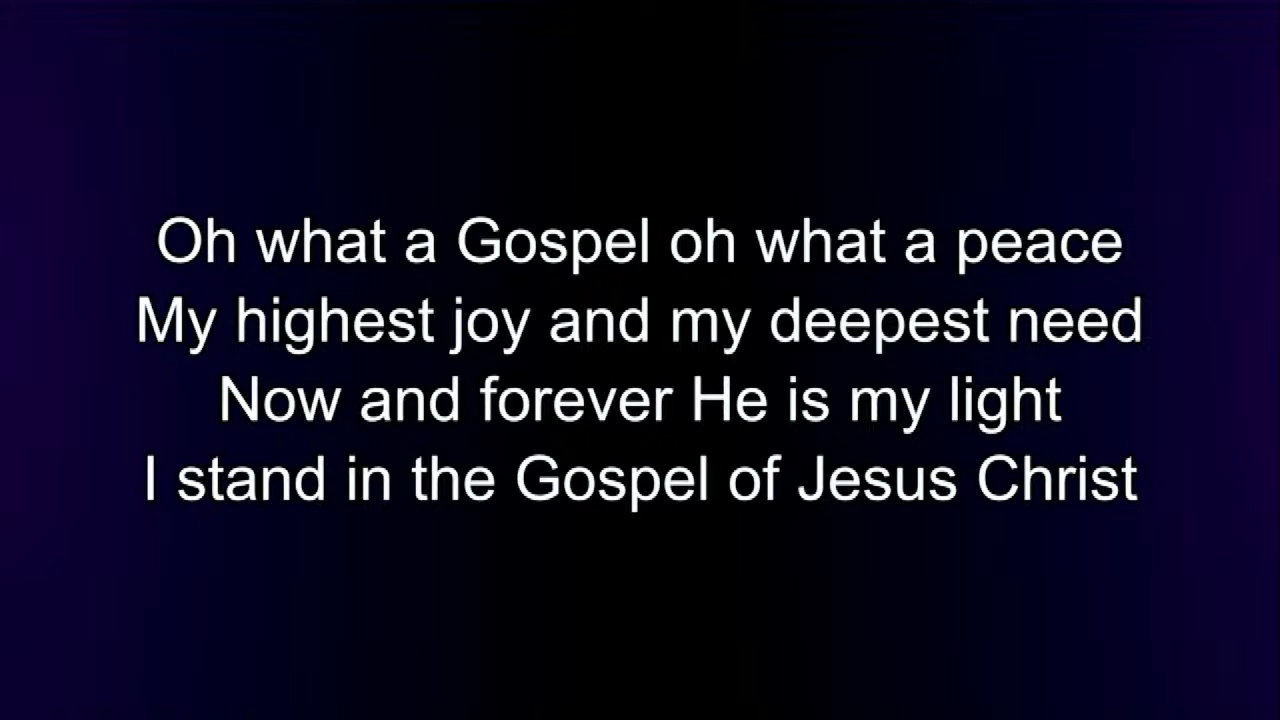 Oh what a Gospel oh what a peace
My highest joy and my deepest need
Now and forever He is my light
I stand in the Gospel of Jesus Christ